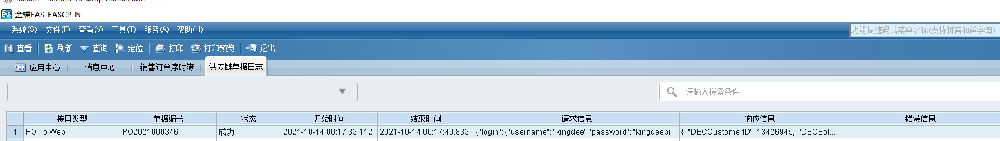 Remote Desktop Connection
金蝶EAS-EASCP_N
系统(S) 文件(F) 查看(V) 工具(T) 服务(A) 帮助(H) 功能快捷码或菜单名称(支持拼音和首字母)
查看 刷新 查询 定位 打印 打印预览 退出
应用中心 消息中心 销售订单序时簿 供应链单据日志
请输入搜索条件
接口类型 单据编号 状态 开始时间 结束时间 请求信息 响应信息 错误信息
1 PO To Web PO2021000346 成功 2021-10-14 00:17:33.112 2021-10-14 00:17:40.833 {"login": {"username": "kingdee","password": "kingdeepr... { "DECCustomerID": 13426945, "DECSol...